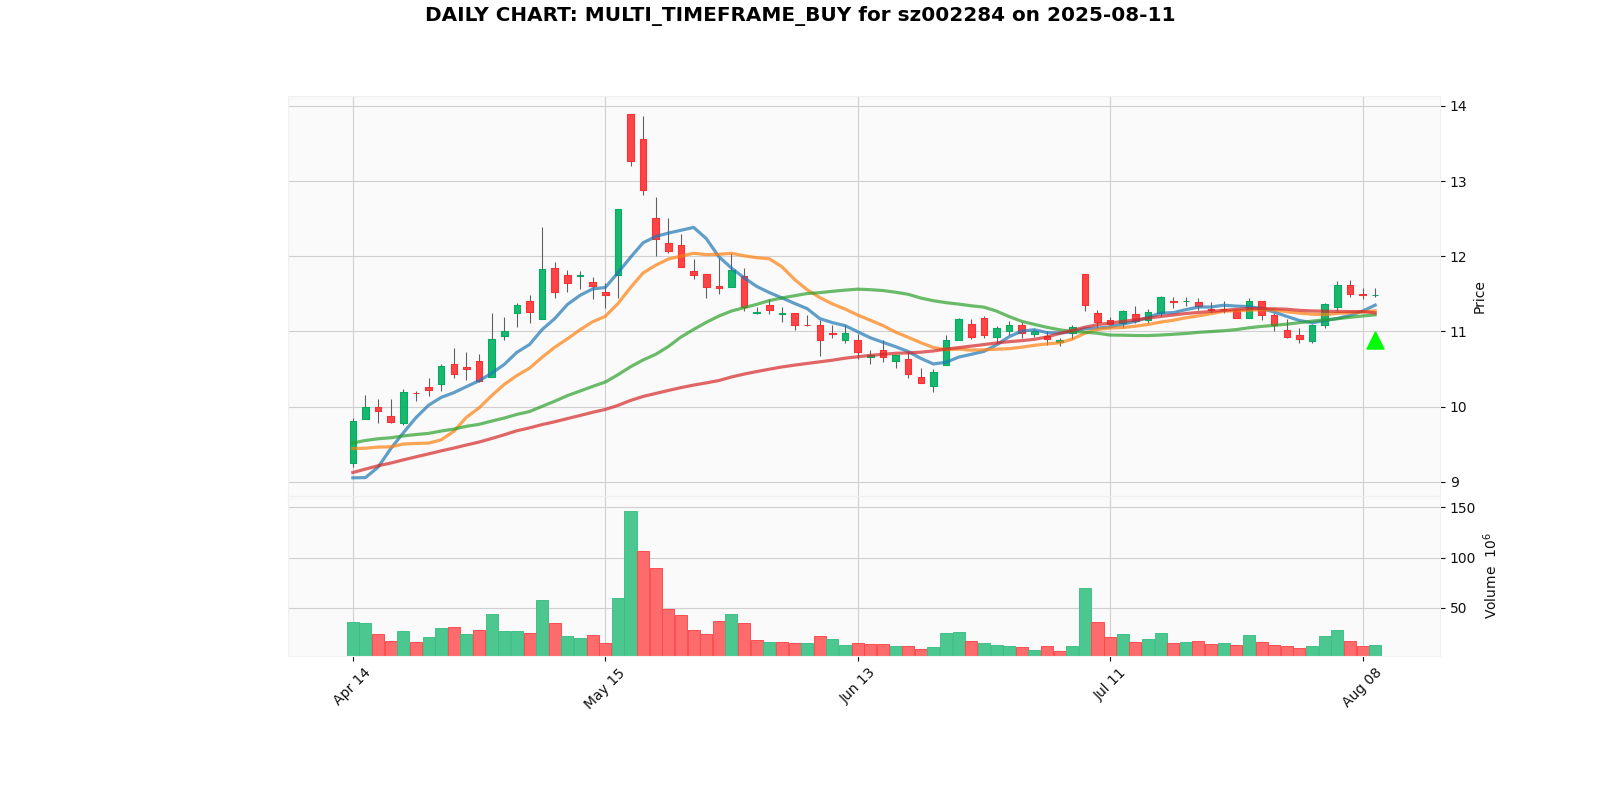 DAILY CHART: MULTI_TIMEFRAME_BUY for sz002284 on 2025-08-11
14
13
12
11
10
9
Price
150
100
50
Volume 10⁶
Apr 14
May 15
Jun 13
Jul 11
Aug 08